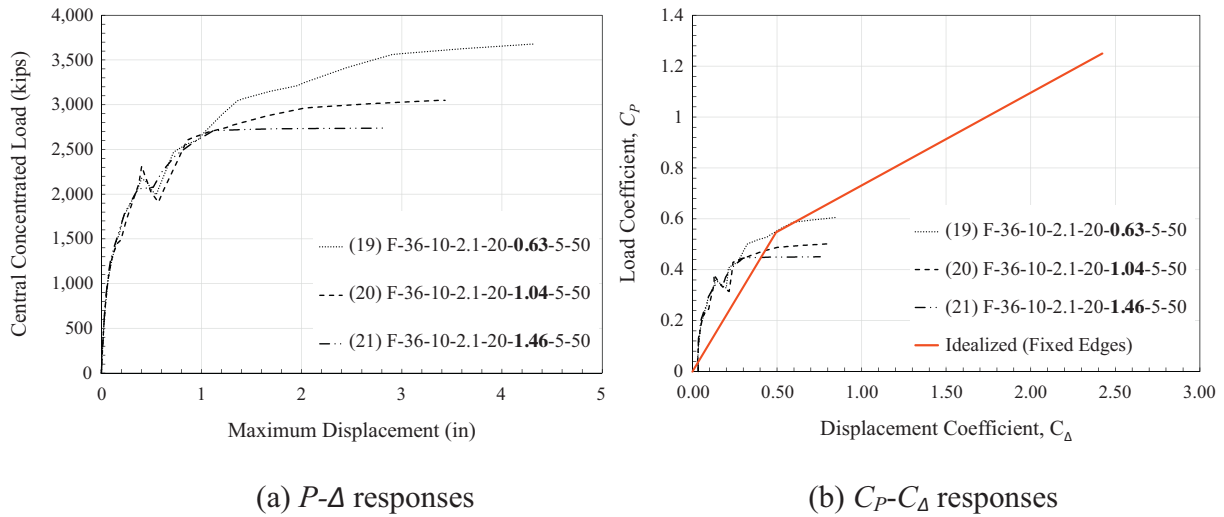 4,000
3,500
3,000
2,500
2,000
1,500
1,000
500
0
Central Concentrated Load (kips)
(19) F-36-10-2.1-20-0.63-5-50
(20) F-36-10-2.1-20-1.04-5-50
(21) F-36-10-2.1-20-1.46-5-50
0 1 2 3 4 5
Maximum Displacement (in)
(a) P-Δ responses
1.4
1.2
1
0.8
0.6
0.4
0.2
0
Load Coefficient, C_P
(19) F-36-10-2.1-20-0.63-5-50
(20) F-36-10-2.1-20-1.04-5-50
(21) F-36-10-2.1-20-1.46-5-50
Idealized (Fixed Edges)
0.00 0.50 1.00 1.50 2.00 2.50 3.00
Displacement Coefficient, C_Δ
(b) C_P-C_Δ responses